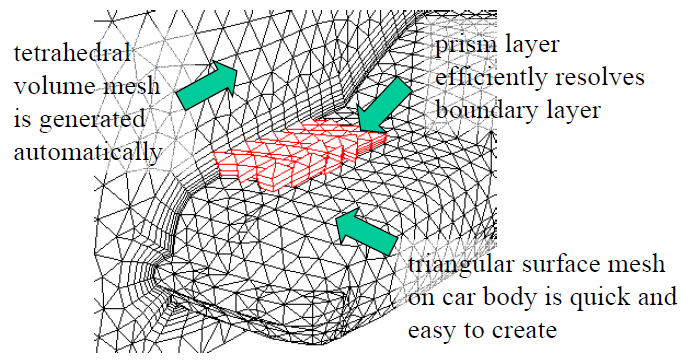 tetrahedral
volume mesh
is generated
automatically
prism layer
efficiently resolves
boundary layer
triangular surface mesh
on car body is quick and
easy to create